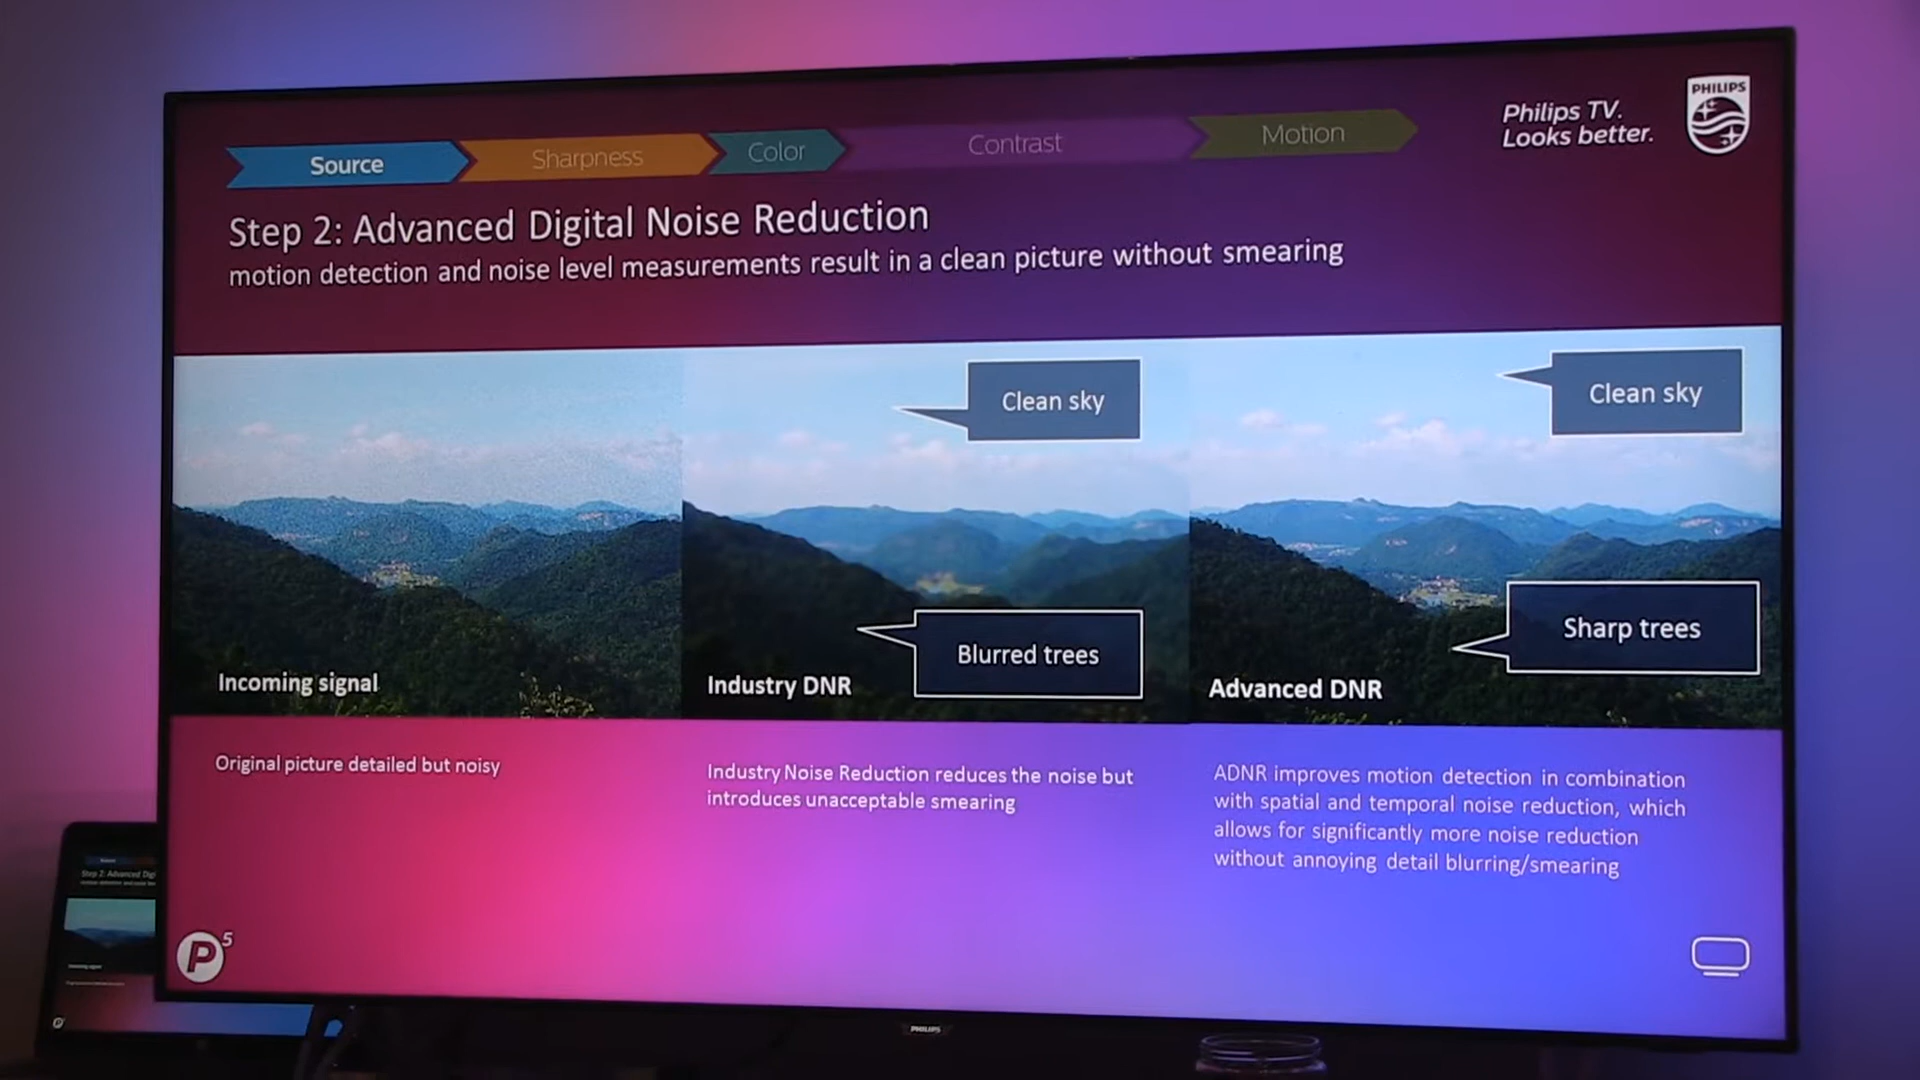 Source
Sharpness
Color
Contrast
Motion
Philips TV.
Looks better.
PHILIPS
Step 2: Advanced Digital Noise Reduction
motion detection and noise level measurements result in a clean picture without smearing
Clean sky
Clean sky
Blurred trees
Sharp trees
Incoming signal
Industry DNR
Advanced DNR
Original picture detailed but noisy
Industry Noise Reduction reduces the noise but
introduces unacceptable smearing
ADNR improves motion detection in combination
with spatial and temporal noise reduction, which
allows for significantly more noise reduction
without annoying detail blurring/smearing
P5
PHILIPS
Step 2: Advanced Dig